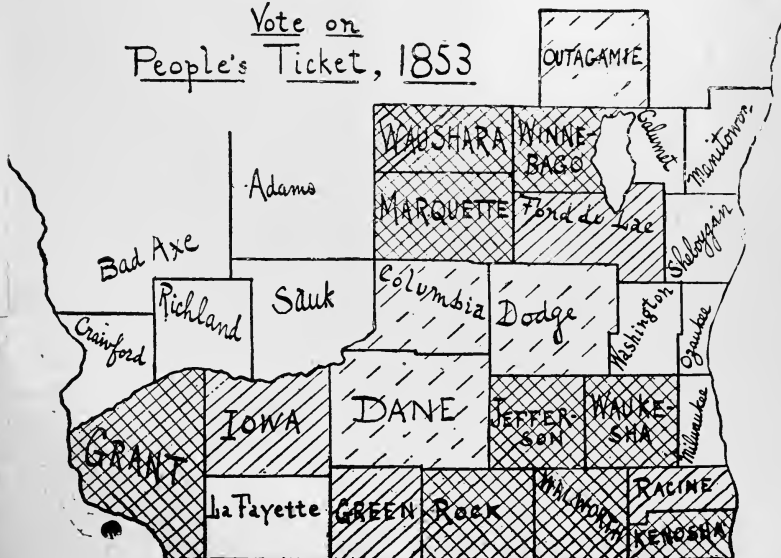 Vote on
People's Ticket, 1853
OUTAGAMIE
WAUSHARA
WINNE-
BAGO
Calumet
Manitowoc
Adams
MARQUETTE
Fond du Lac
Sheboygan
Bad Axe
Richland
Sauk
Columbia
Dodge
Washington
Ozaukee
Crawford
GRANT
IOWA
DANE
JEFFER-
SON
WAUKE-
SHA
Milwaukee
La Fayette
GREEN
ROCK
WALWORTH
RACINE
KENOSHA